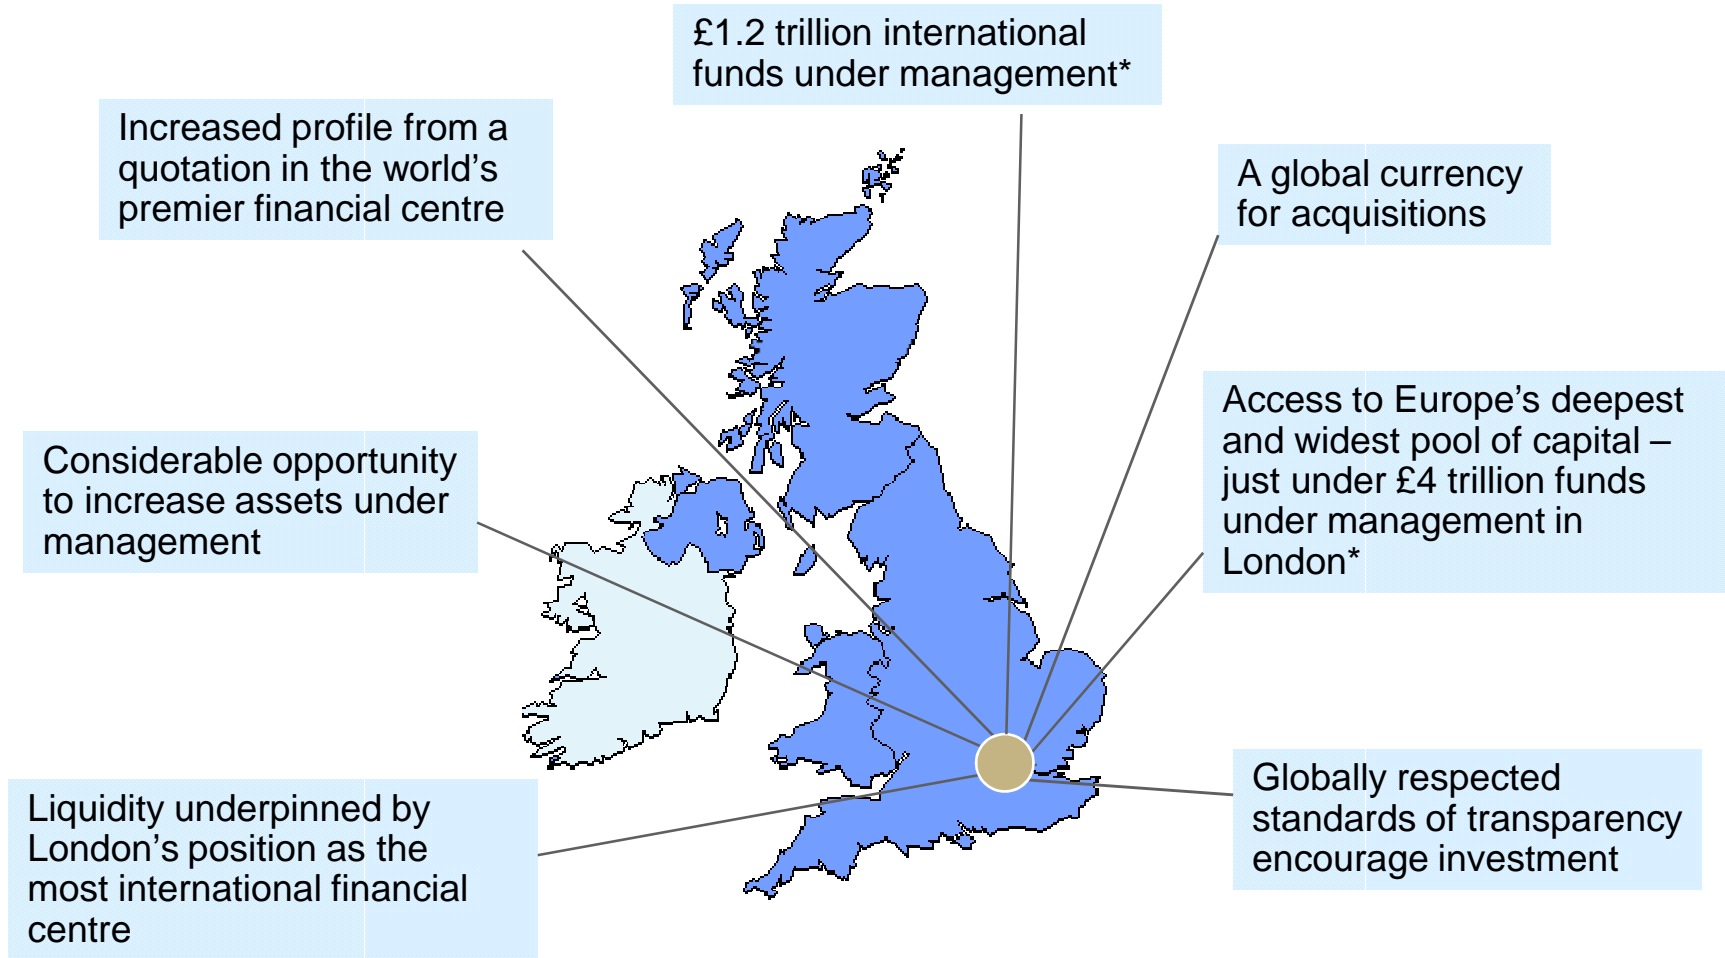 £1.2 trillion international
funds under management*
Increased profile from a
quotation in the world’s
premier financial centre
A global currency
for acquisitions
Access to Europe’s deepest
and widest pool of capital –
just under £4 trillion funds
under management in
London*
Considerable opportunity
to increase assets under
management
Globally respected
standards of transparency
encourage investment
Liquidity underpinned by
London’s position as the
most international financial
centre